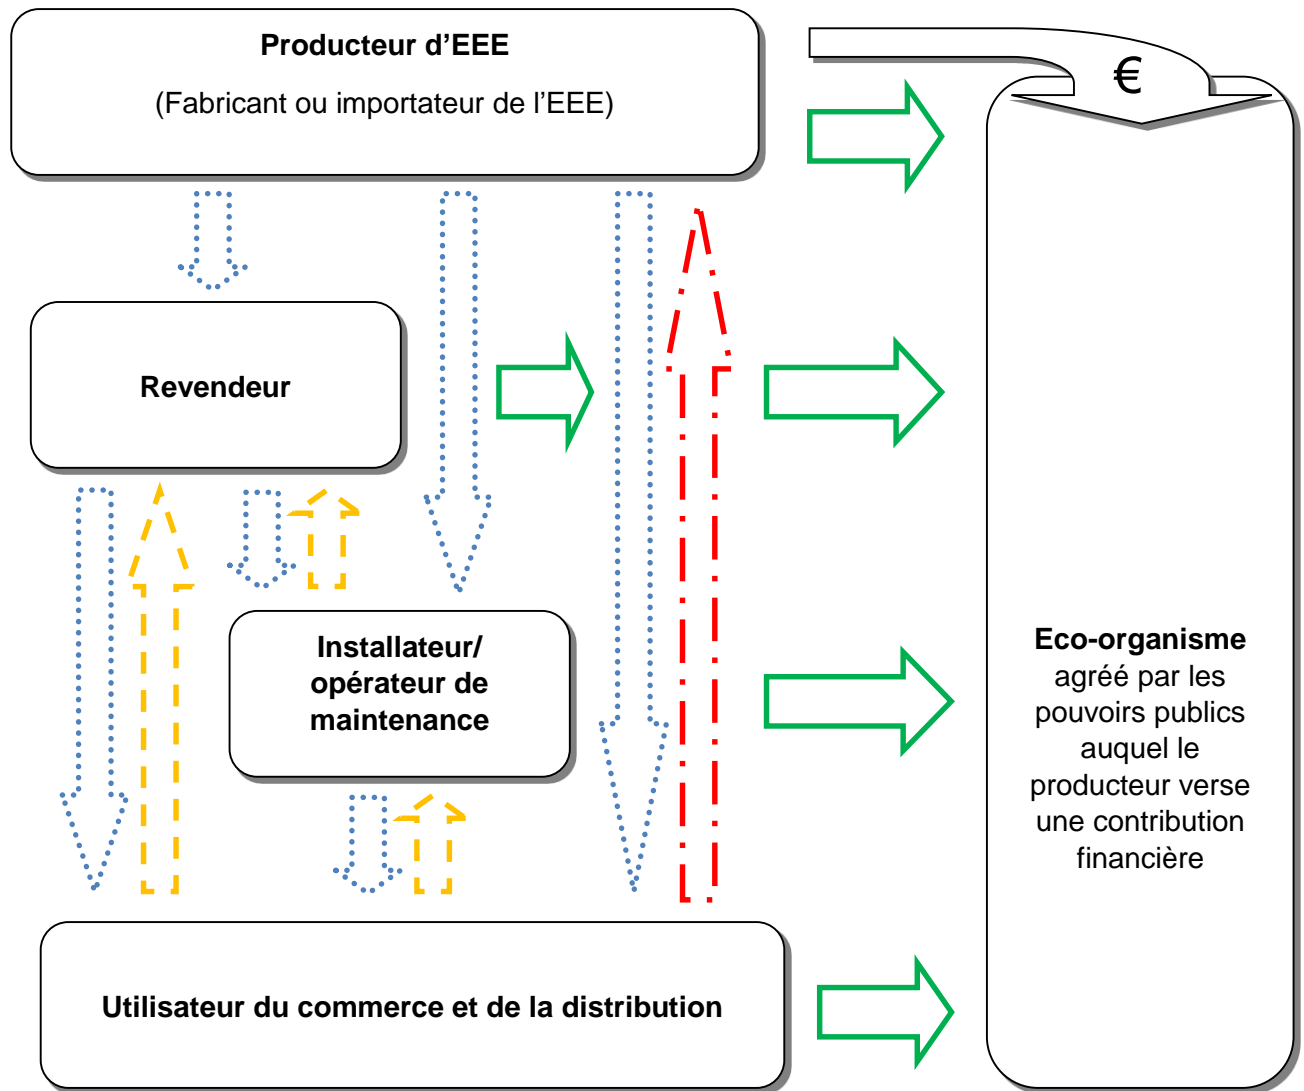 Producteur d’EEE
(Fabricant ou importateur de l’EEE)
€
Revendeur
Installateur/
opérateur de
maintenance
Eco-organisme
agréé par les
pouvoirs publics
auquel le
producteur verse
une contribution
financière
Utilisateur du commerce et de la distribution